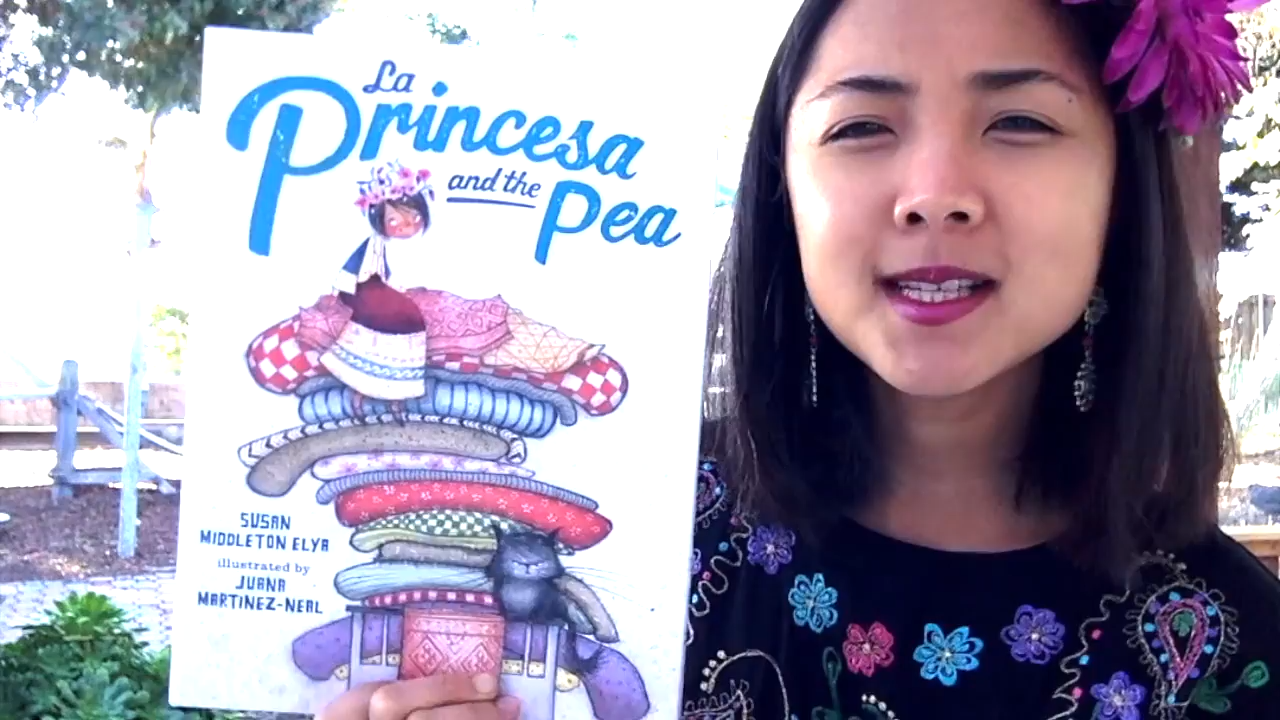 La
Princesa
and the
Pea
SUSAN
MIDDLETON ELYA
illustrated by
JUANA
MARTINEZ-NEAL